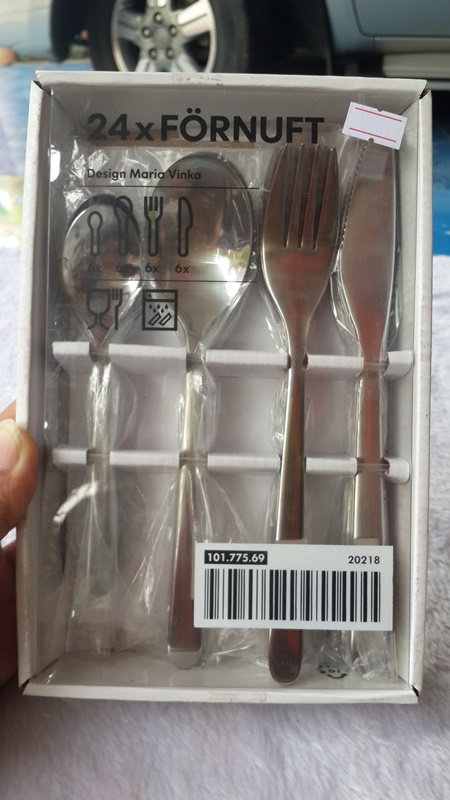 24 x FÖRNUFT
Design Maria Vinka
6x 6x 6x 6x
101.775.69 20218